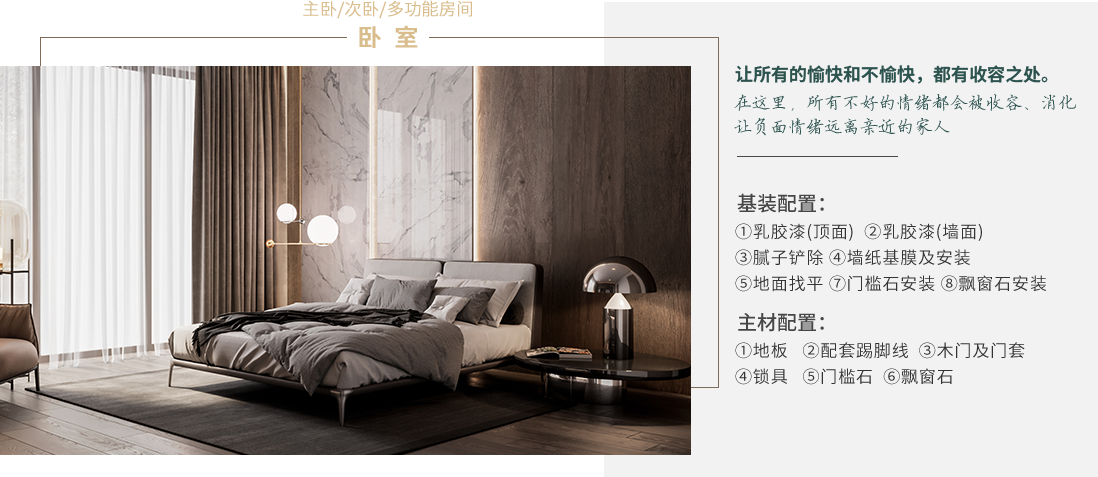 主卧/次卧/多功能房间
卧 室
让所有的愉快和不愉快，都有收容之处。
在这里，所有不好的情绪都会被收容、消化
让负面情绪远离亲近的家人
基装配置：
①乳胶漆(顶面) ②乳胶漆(墙面)
③腻子铲除 ④墙纸基膜及安装
⑤地面找平 ⑦门槛石安装 ⑧飘窗石安装
主材配置：
①地板 ②配套踢脚线 ③木门及门套
④锁具 ⑤门槛石 ⑥飘窗石